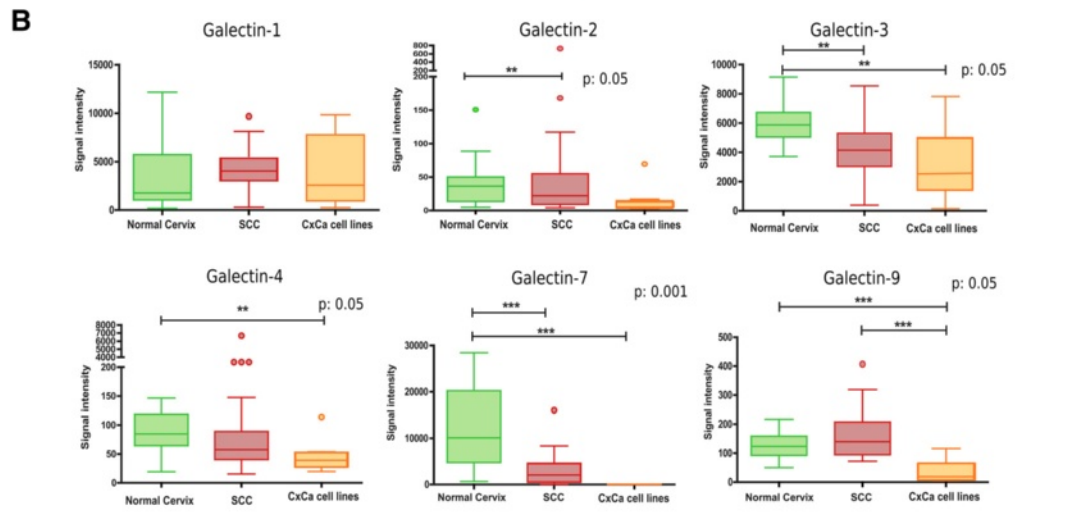 B
Galectin-1
Signal intensity
15000
10000
5000
0
Normal Cervix
SCC
CxCa cell lines
Galectin-2
Signal intensity
800
600
400
200
200
150
100
50
0
**
p: 0.05
Normal Cervix
SCC
CxCa cell lines
Galectin-3
Signal intensity
10000
8000
6000
4000
2000
0
**
**
p: 0.05
Normal Cervix
SCC
CxCa cell lines
Galectin-4
Signal intensity
8000
7000
6000
5000
4000
200
150
100
50
0
**
p: 0.05
Normal Cervix
SCC
CxCa cell lines
Galectin-7
Signal intensity
30000
20000
10000
0
***
***
p: 0.001
Normal Cervix
SCC
CxCa cell lines
Galectin-9
Signal intensity
500
400
300
200
100
0
***
***
p: 0.05
Normal Cervix
SCC
CxCa cell lines